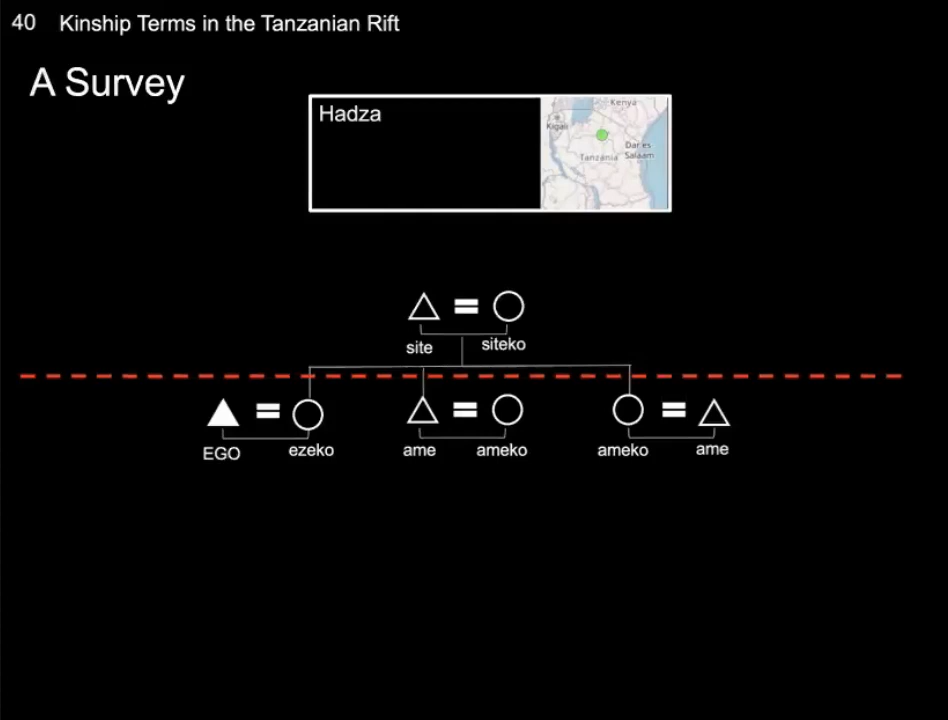 40 Kinship Terms in the Tanzanian Rift
A Survey
Hadza
Kenya
Kigali
Dar es
Salaam
Tanzania
site siteko
EGO ezeko ame ameko ameko ame